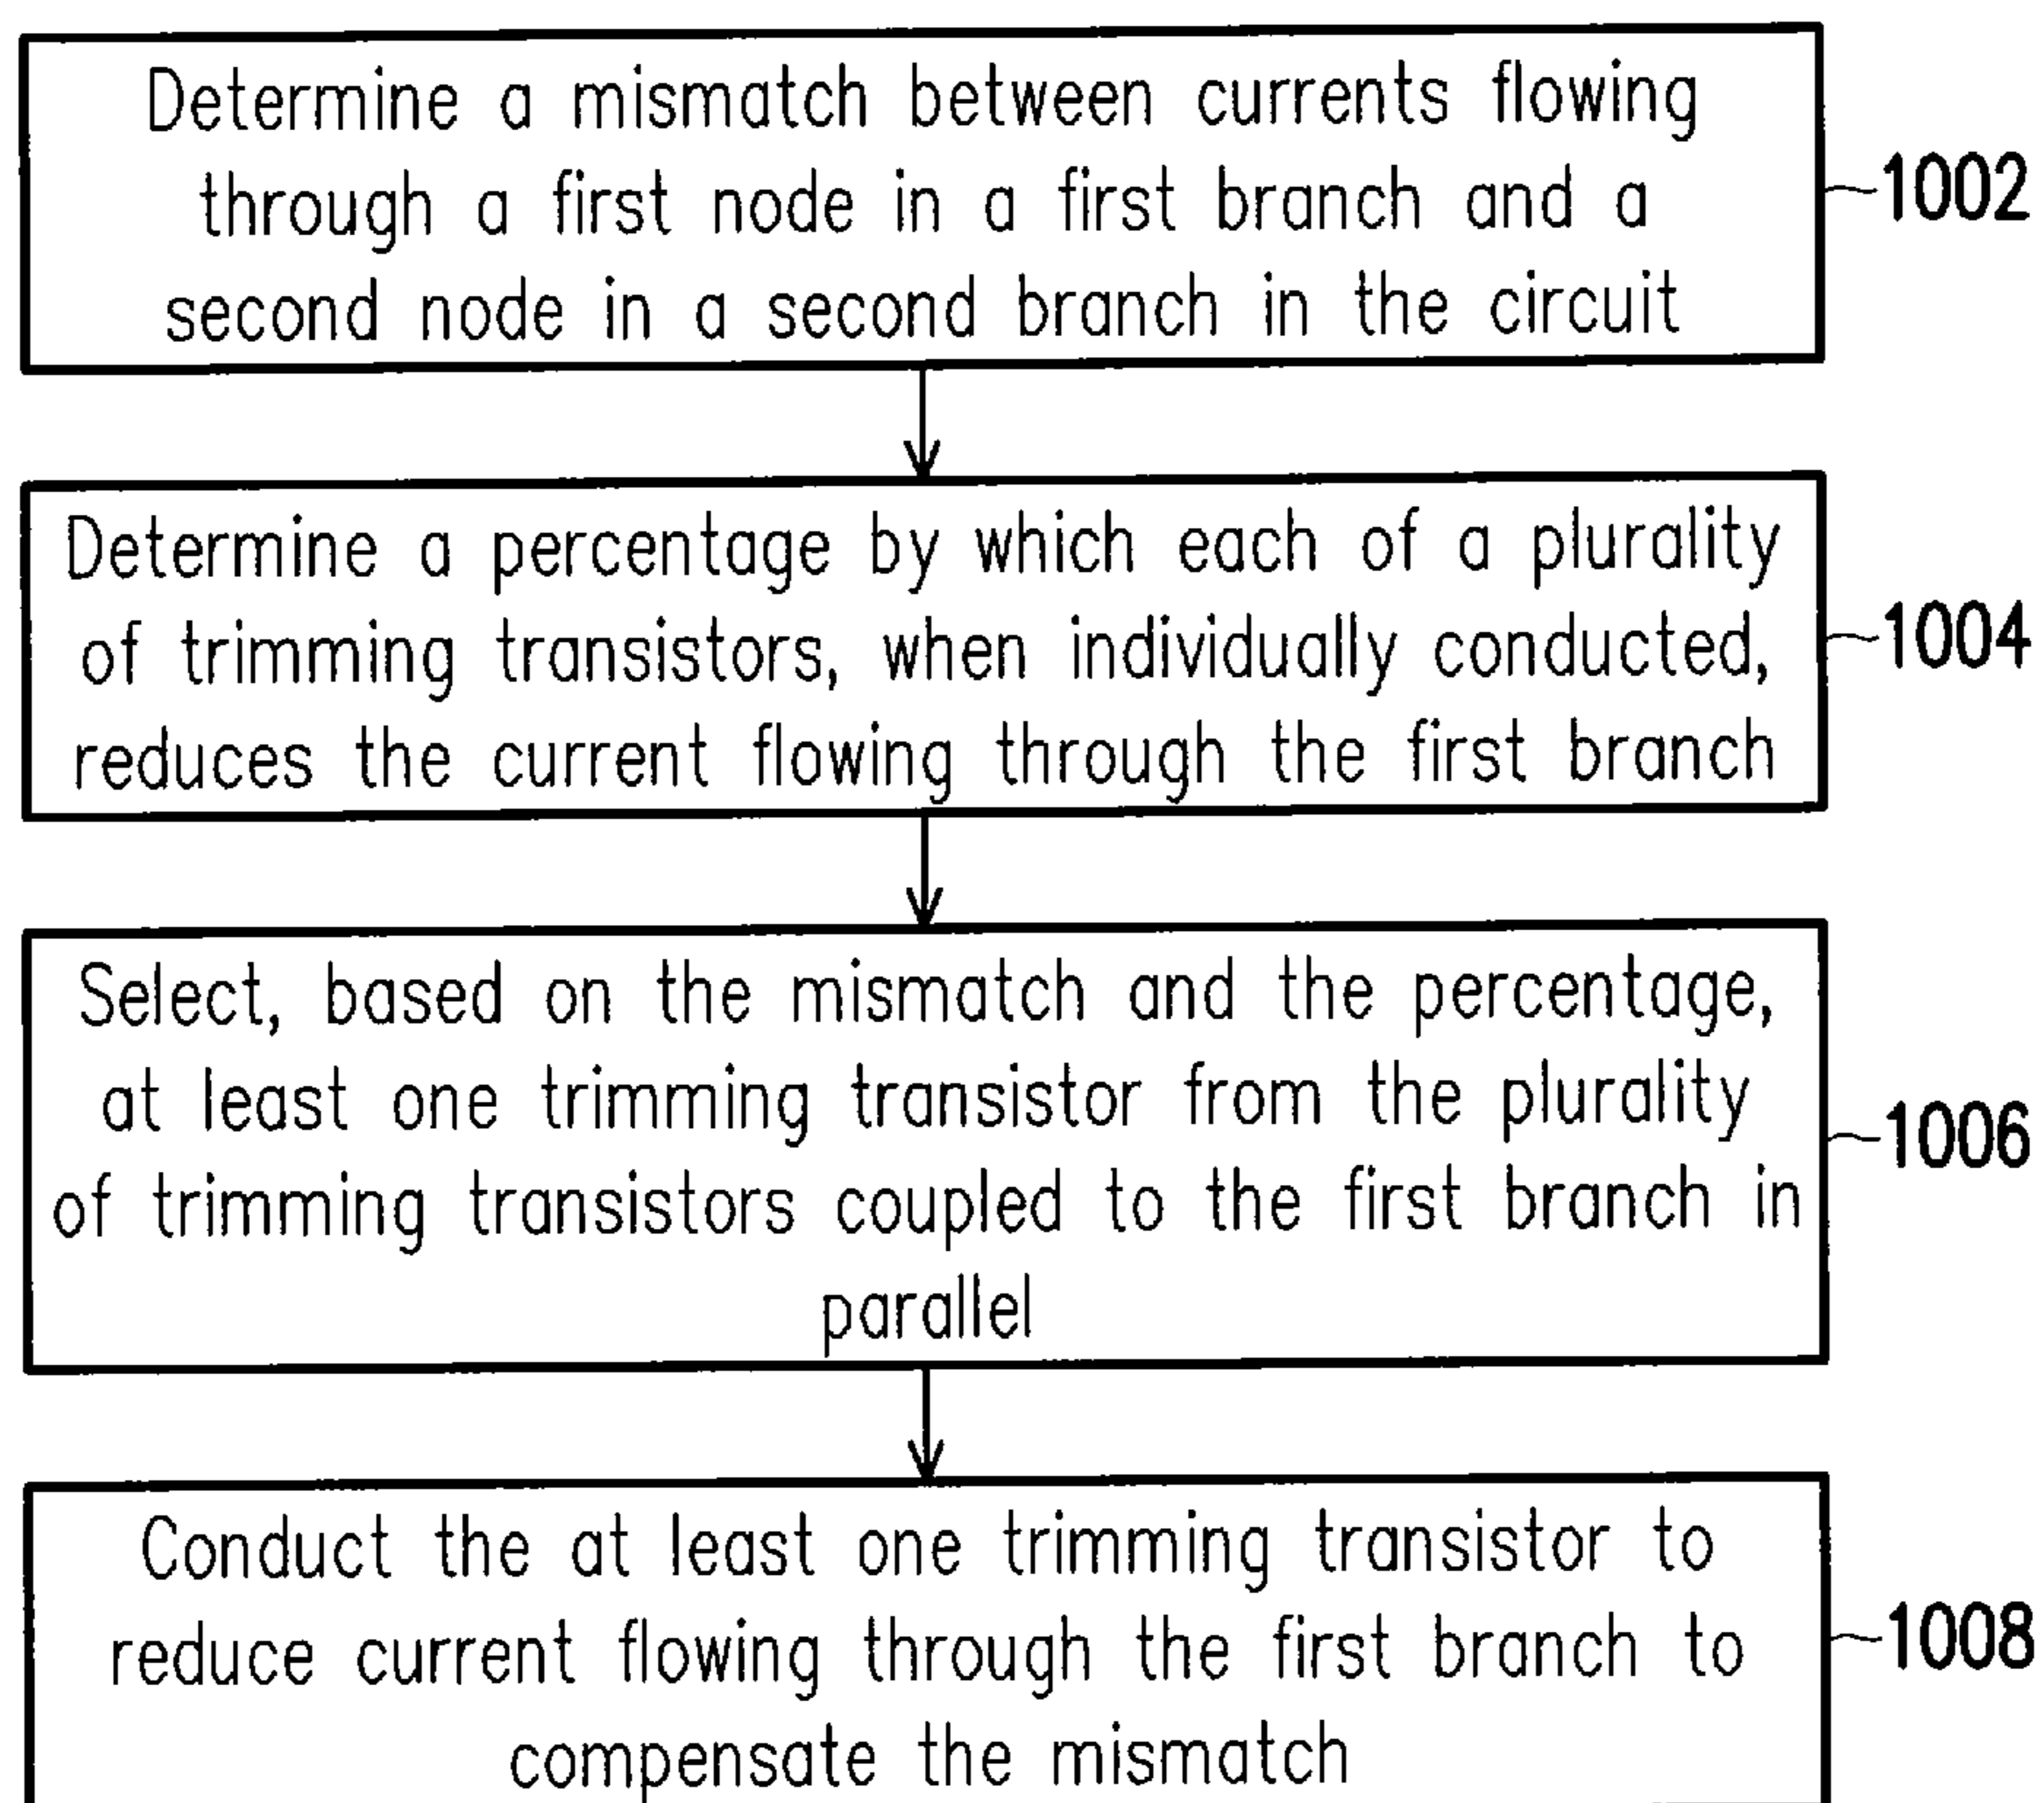 Determine a mismatch between currents flowing
through a first node in a first branch and a
second node in a second branch in the circuit
1002
Determine a percentage by which each of a plurality
of trimming transistors, when individually conducted,
reduces the current flowing through the first branch
1004
Select, based on the mismatch and the percentage,
at least one trimming transistor from the plurality
of trimming transistors coupled to the first branch in
parallel
1006
Conduct the at least one trimming transistor to
reduce current flowing through the first branch to
compensate the mismatch
1008